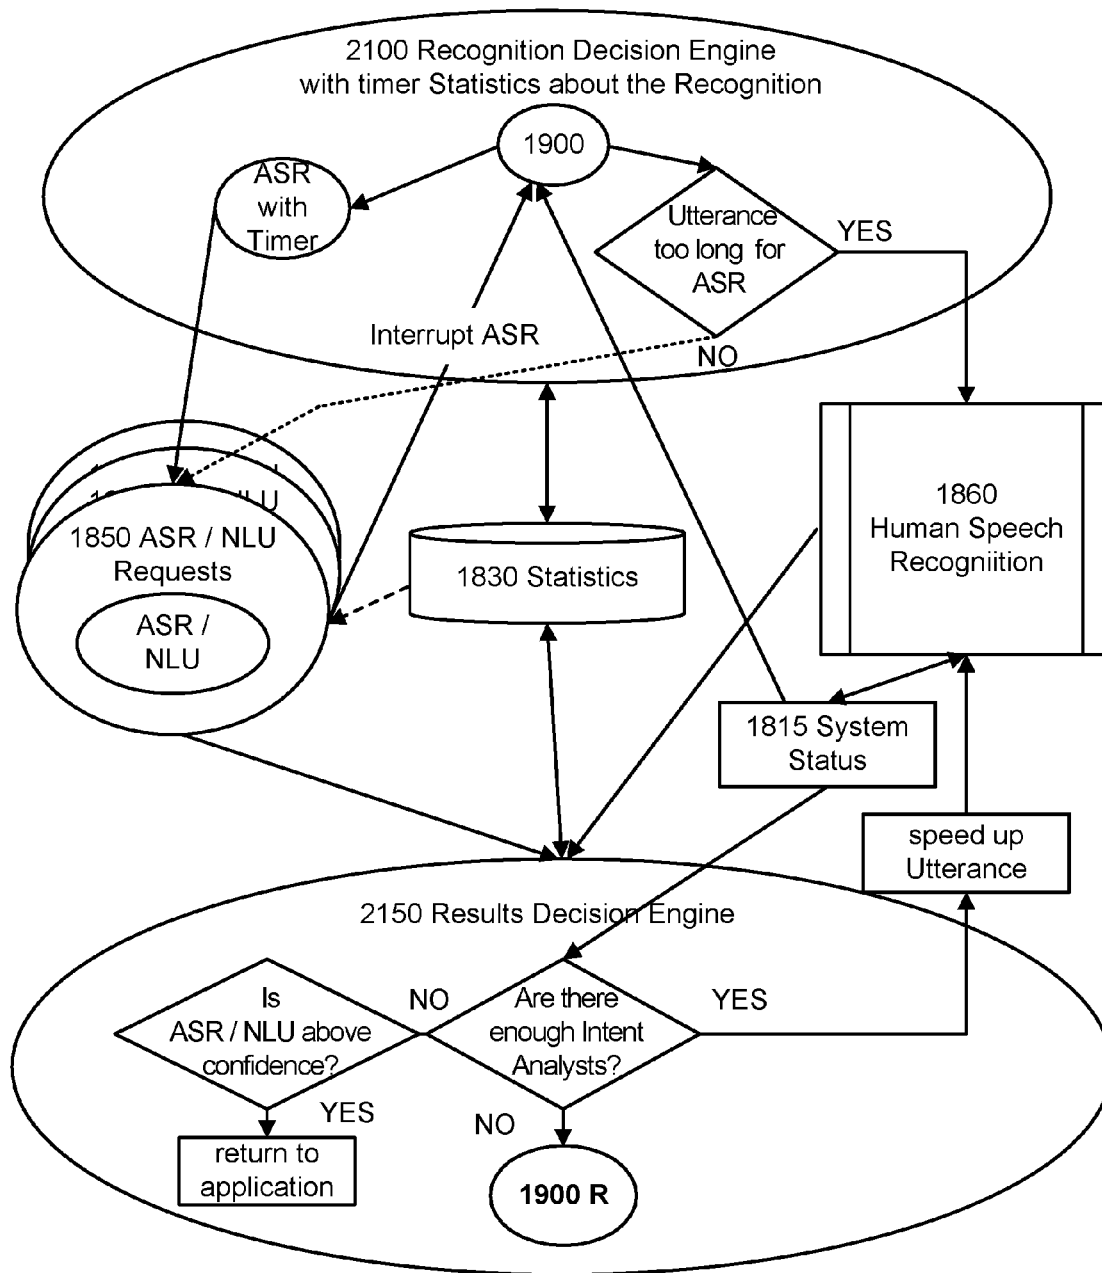 2100 Recognition Decision Engine
with timer Statistics about the Recognition
1900
ASR
with
Timer
Utterance
too long for
ASR
YES
Interrupt ASR
NO
NLU
1850 ASR / NLU
Requests
ASR /
NLU
1830 Statistics
1860
Human Speech
Recogniition
1815 System
Status
speed up
Utterance
2150 Results Decision Engine
Is
ASR / NLU above
confidence?
NO
Are there
enough Intent
Analysts?
YES
YES
NO
return to
application
1900 R